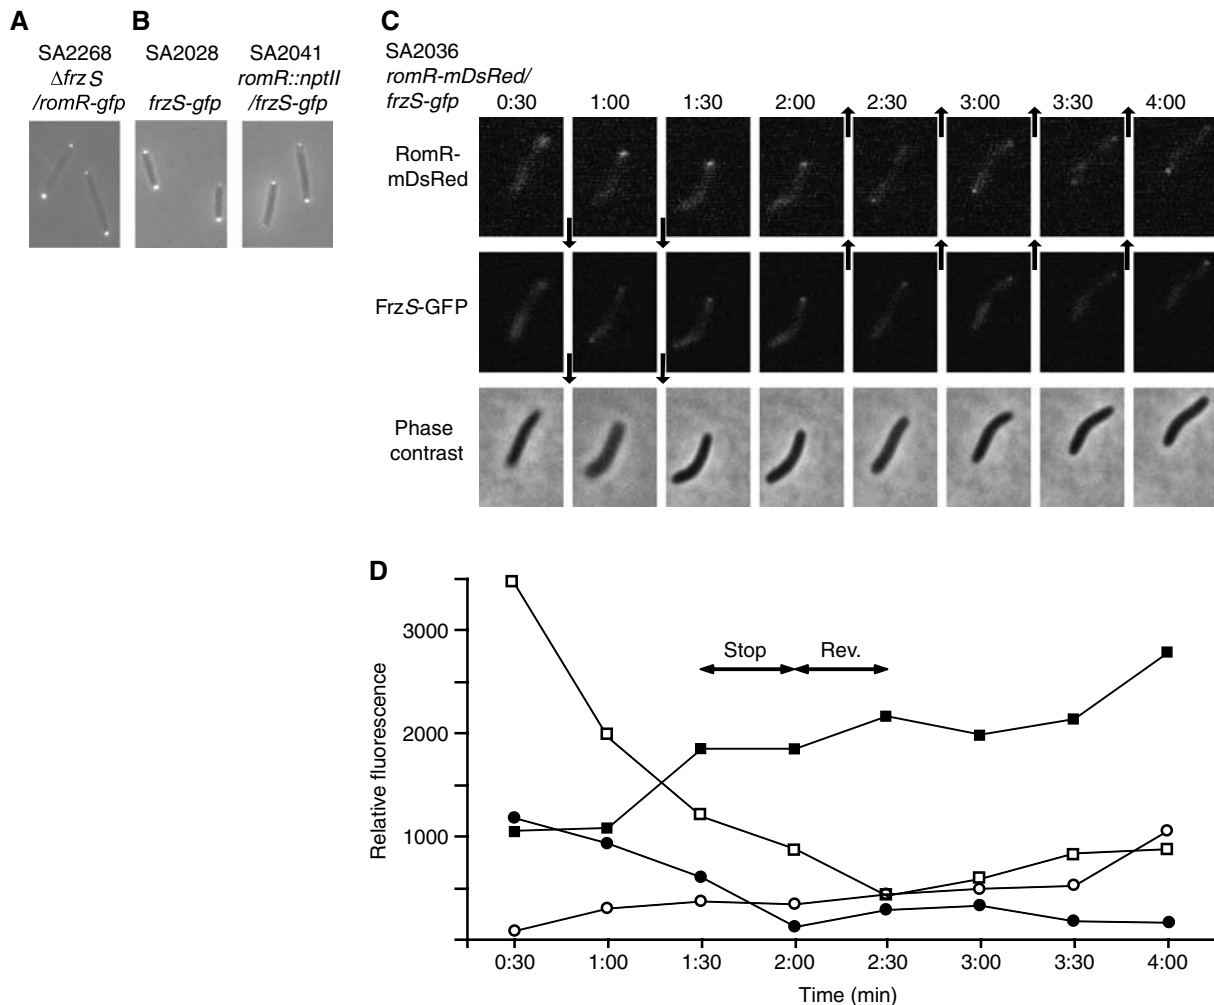 A
SA2268
ΔfrzS
/romR-gfp
B
SA2028
frzS-gfp
SA2041
romR::nptII
/frzS-gfp
C
SA2036
romR-mDsRed/
frzS-gfp
0:30 1:00 1:30 2:00 2:30 3:00 3:30 4:00
RomR-
mDsRed
FrzS-GFP
Phase
contrast
D
Relative fluorescence
3000
2000
1000
Stop Rev.
0:30 1:00 1:30 2:00 2:30 3:00 3:30 4:00
Time (min)